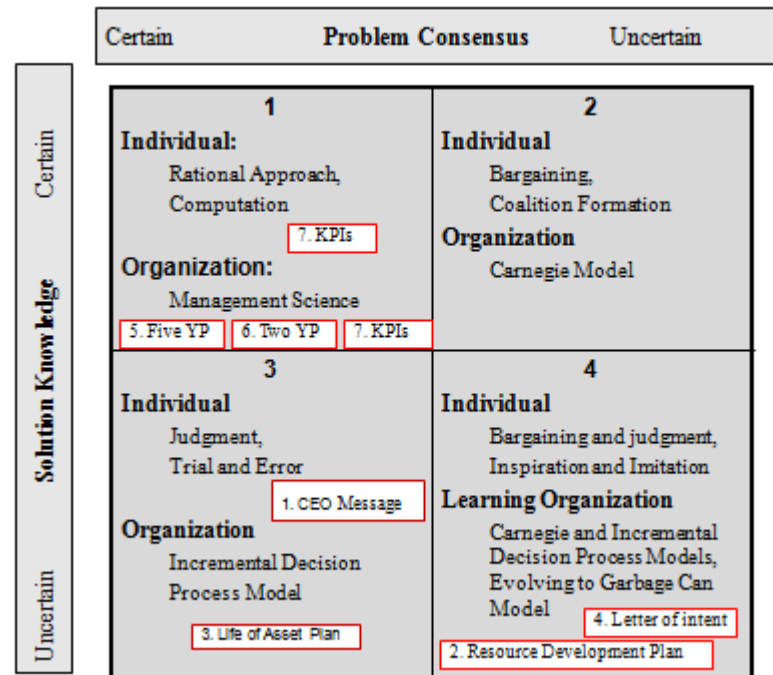 Certain Problem Consensus Uncertain
Certain
Solution Knowledge
Uncertain
1
Individual:
Rational Approach,
Computation
7. KPIs
Organization:
Management Science
5. Five YP 6. Two YP 7. KPIs
2
Individual
Bargaining,
Coalition Formation
Organization
Carnegie Model
3
Individual
Judgment,
Trial and Error
1. CEO Message
Organization
Incremental Decision
Process Model
3. Life of Asset Plan
4
Individual
Bargaining and judgment,
Inspiration and Imitation
Learning Organization
Carnegie and Incremental
Decision Process Models,
Evolving to Garbage Can
Model
4. Letter of intent
2. Resource Development Plan